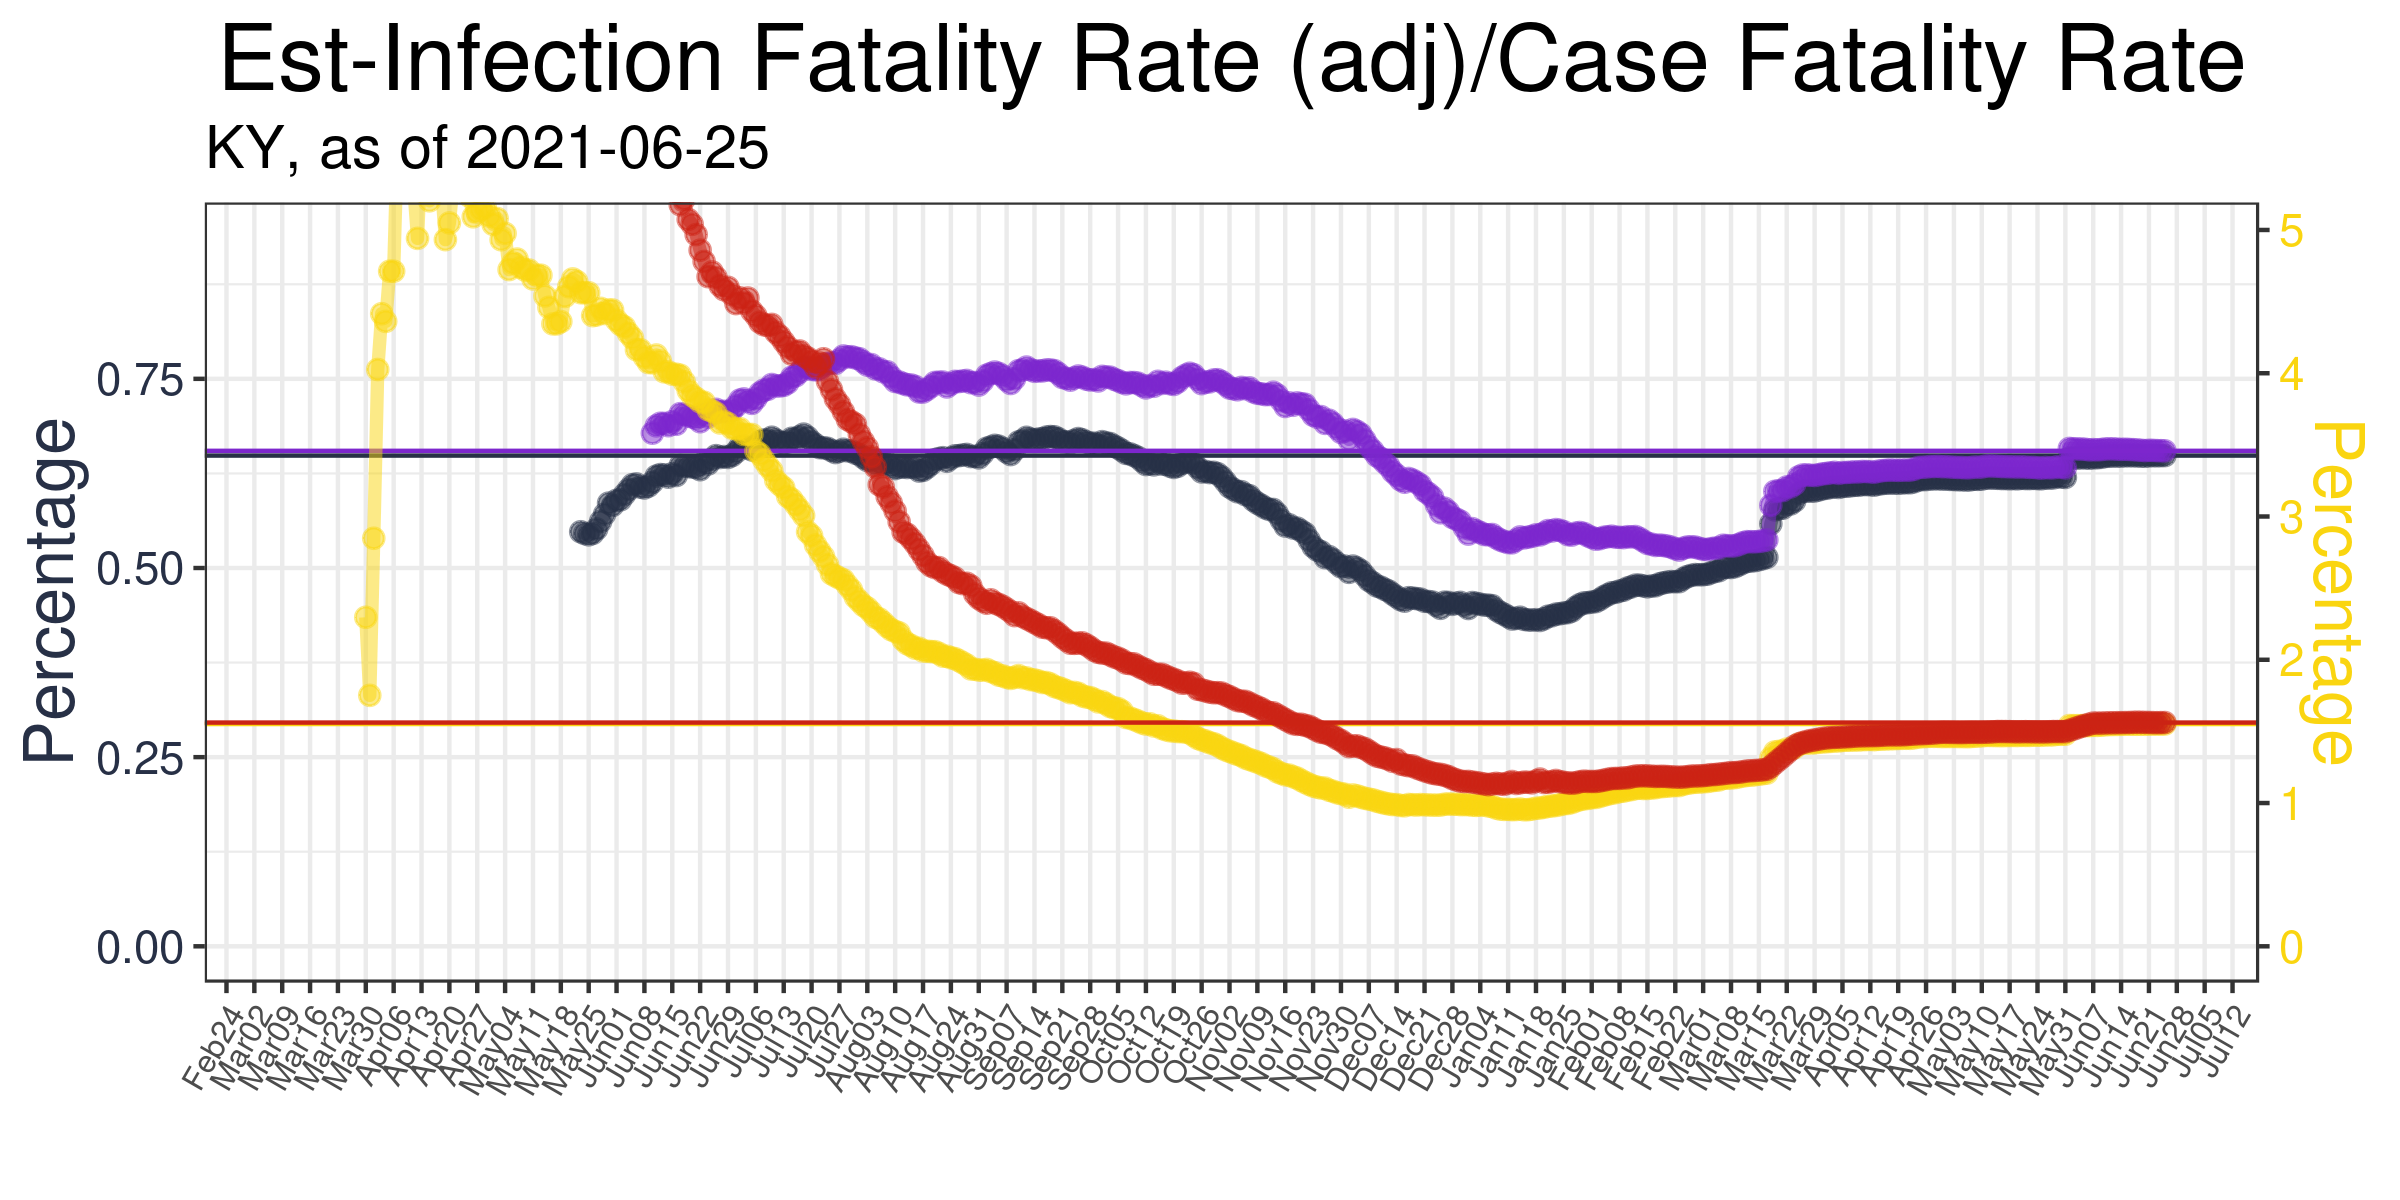 Est-Infection Fatality Rate (adj)/Case Fatality Rate
KY, as of 2021-06-25
Percentage
0.75
0.50
0.25
0.00
5
4
3
2
1
0
Percentage
Feb24 Mar02 Mar09 Mar16 Mar23 Mar30 Apr06 Apr13 Apr20 Apr27 May04 May11 May18 May25 Jun01 Jun08 Jun15 Jun22 Jun29 Jul06 Jul13 Jul20 Jul27 Aug03 Aug10 Aug17 Aug24 Aug31 Sep07 Sep14 Sep21 Sep28 Oct05 Oct12 Oct19 Oct26 Nov02 Nov09 Nov16 Nov23 Nov30 Dec07 Dec14 Dec21 Dec28 Jan04 Jan11 Jan18 Jan25 Feb01 Feb08 Feb15 Feb22 Mar01 Mar08 Mar15 Mar22 Mar29 Apr05 Apr12 Apr19 Apr26 May03 May10 May17 May24 May31 Jun07 Jun14 Jun21 Jun28 Jul05 Jul12